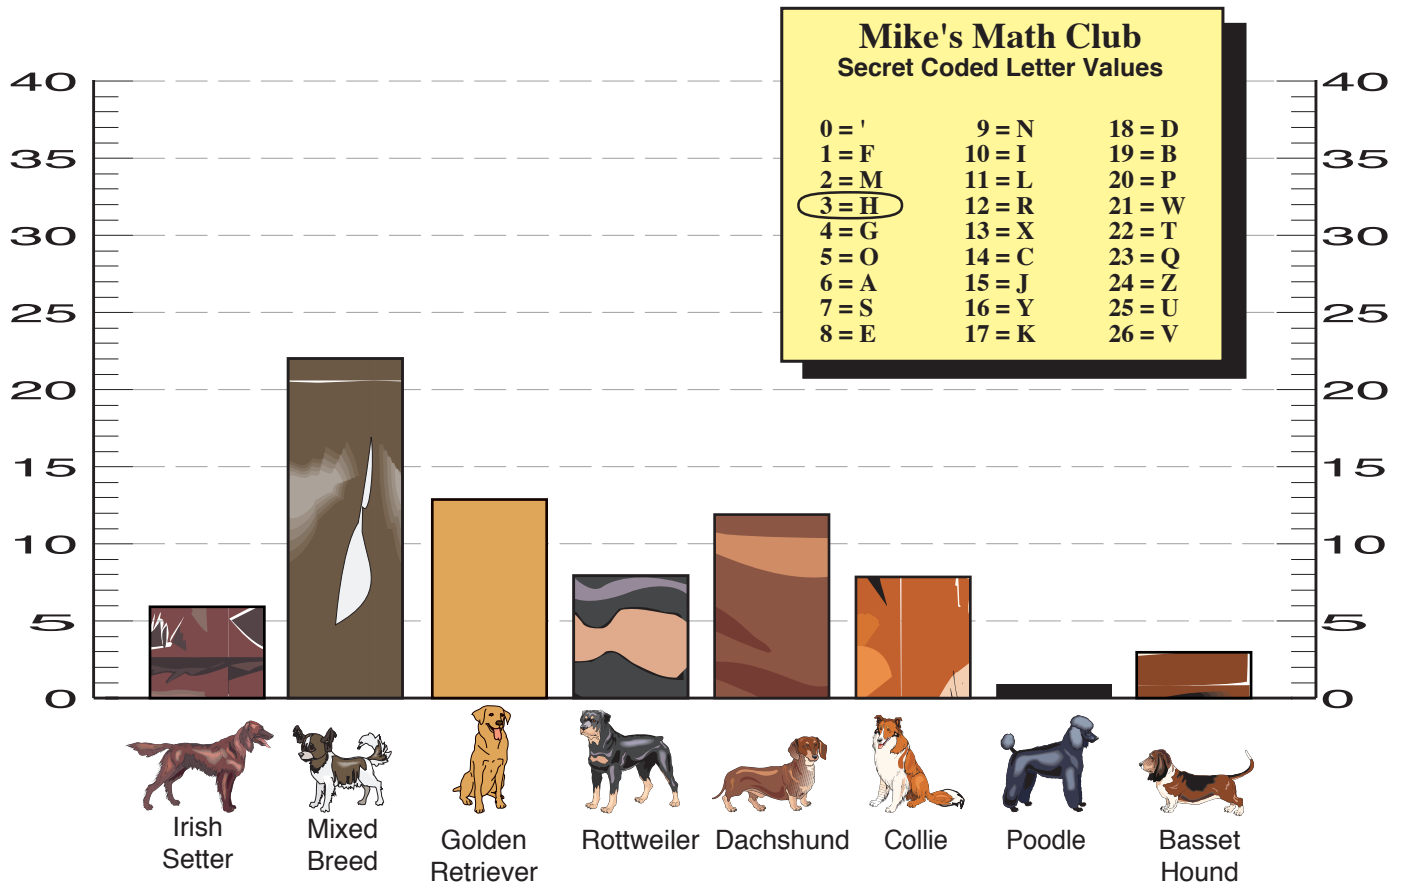 Mike's Math Club
Secret Coded Letter Values
0 = '
1 = F
2 = M
3 = H
4 = G
5 = O
6 = A
7 = S
8 = E
9 = N
10 = I
11 = L
12 = R
13 = X
14 = C
15 = J
16 = Y
17 = K
18 = D
19 = B
20 = P
21 = W
22 = T
23 = Q
24 = Z
25 = U
26 = V
40
35
30
25
20
15
10
5
0
40
35
30
25
20
15
10
5
0
Irish
Setter
Mixed
Breed
Golden
Retriever
Rottweiler
Dachshund
Collie
Poodle
Basset
Hound